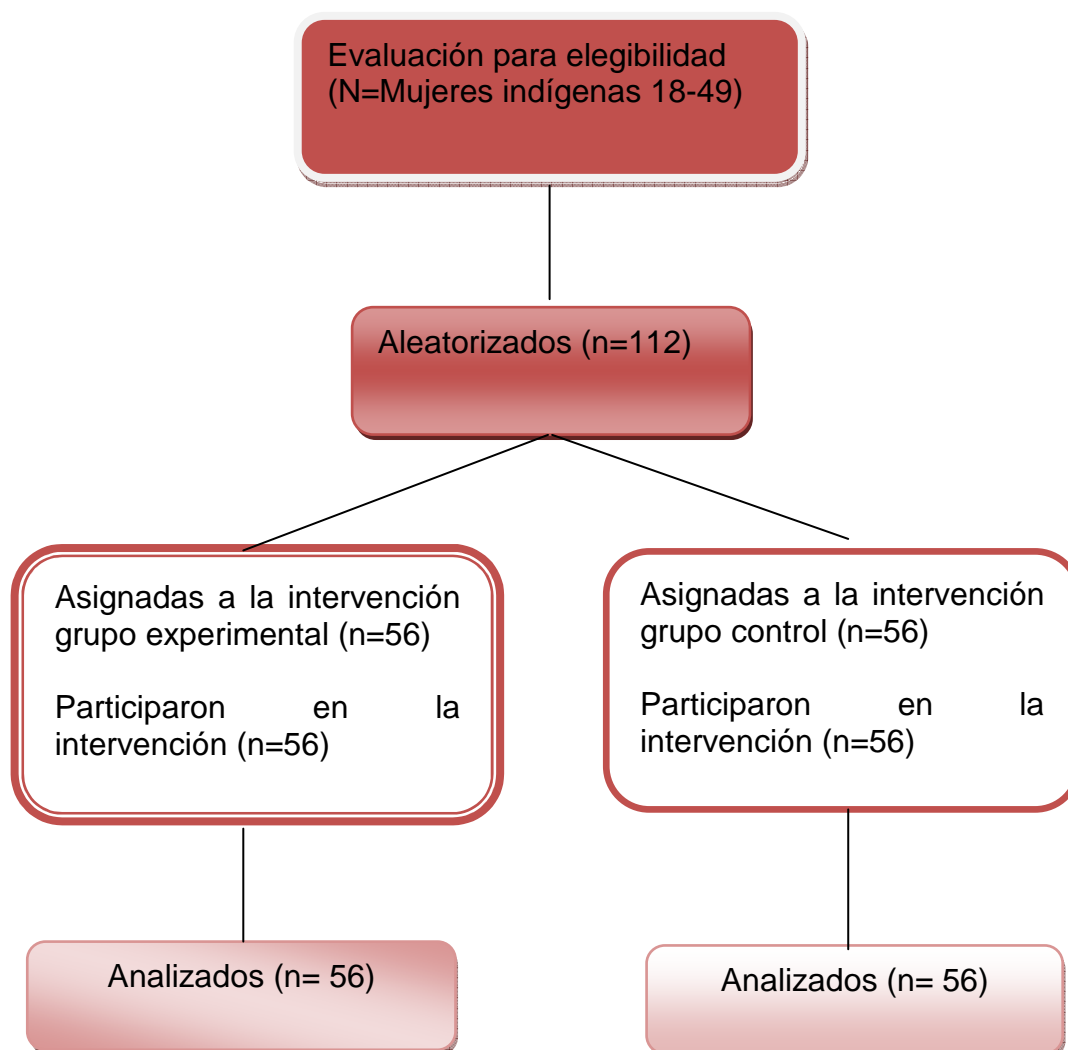 Evaluación para elegibilidad
(N=Mujeres indígenas 18-49)
Aleatorizados (n=112)
Asignadas a la intervención
grupo experimental (n=56)
Participaron en la
intervención (n=56)
Asignadas a la intervención
grupo control (n=56)
Participaron en la
intervención (n=56)
Analizados (n= 56)
Analizados (n= 56)